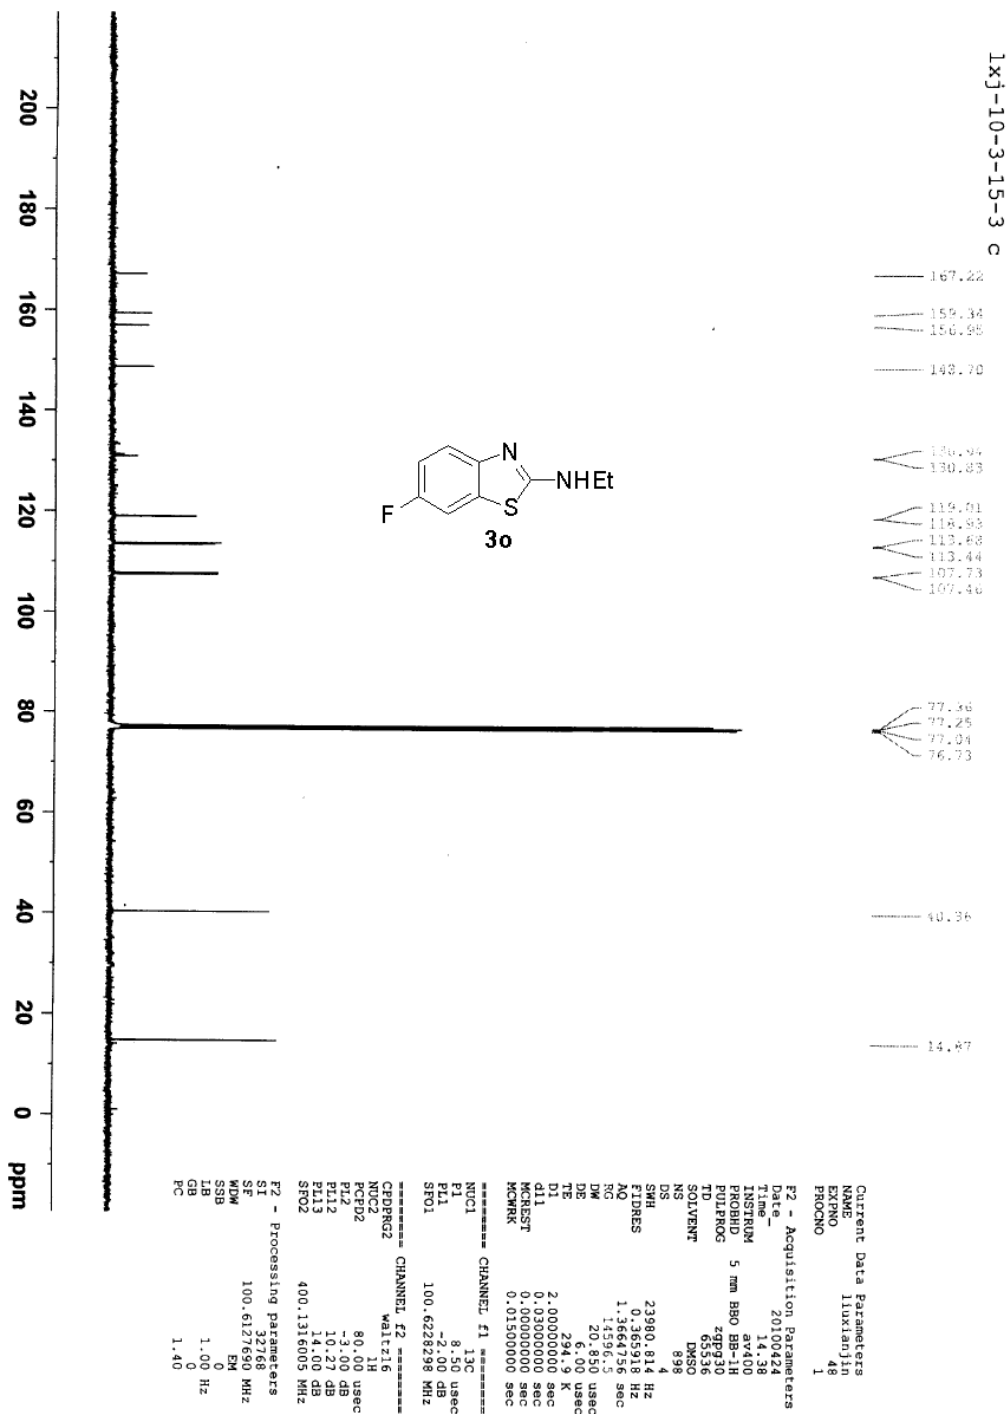 lxj-10-3-15-3 c
167.22
159.34
156.95
148.70
130.94
130.83
119.01
118.93
113.68
113.44
107.73
107.46
77.36
77.25
77.04
76.73
40.36
14.87
N
NHEt
S
F
3o
200
180
160
140
120
100
80
60
40
20
0
ppm
Current Data Parameters
NAME liuxianjin
EXPNO 48
PROCNO 1
F2 - Acquisition Parameters
Date_ 20100424
Time 14.38
INSTRUM av400
PROBHD 5 mm BBO BB-1H
PULPROG zgpg30
TD 65536
SOLVENT DMSO
NS 898
DS 4
SWH 23980.814 Hz
FIDRES 0.365918 Hz
AQ 1.3664756 sec
RG 14596.5
DW 20.850 usec
DE 6.00 usec
TE 294.9 K
D1 2.00000000 sec
d11 0.03000000 sec
MCREST 0.00000000 sec
MCWRK 0.01500000 sec
======== CHANNEL f1 ========
NUC1 13C
P1 8.50 usec
PL1 -2.00 dB
SFO1 100.6228298 MHz
======== CHANNEL f2 ========
CPDPRG2 waltz16
NUC2 1H
PCPD2 80.00 usec
PL2 -3.00 dB
PL12 10.27 dB
PL13 14.00 dB
SFO2 400.1316005 MHz
F2 - Processing parameters
SI 32768
SF 100.6127690 MHz
WDW EM
SSB 0
LB 1.00 Hz
GB 0
PC 1.40